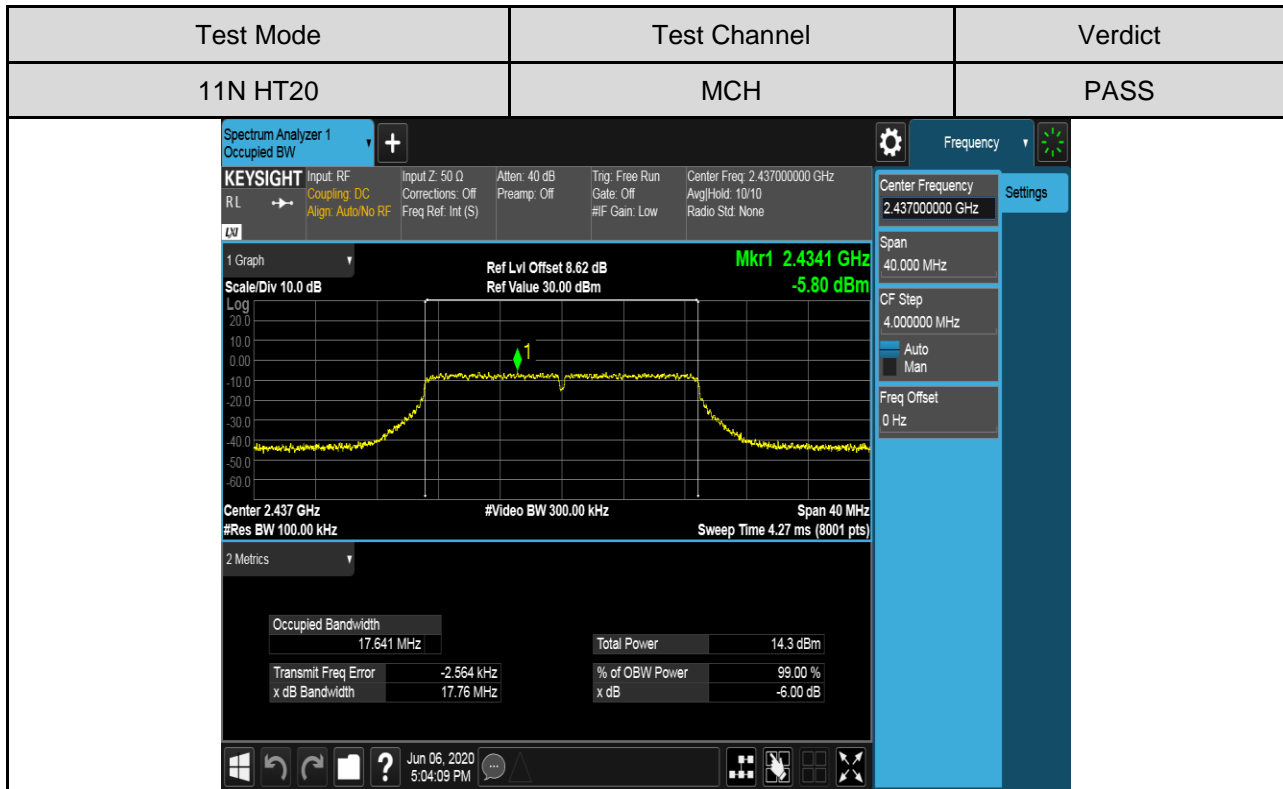 Test Mode Test Channel Verdict
11N HT20 MCH PASS
Spectrum Analyzer 1
Occupied BW
+
Frequency
KEYSIGHT Input: RF Input Z: 50 Ω Atten: 40 dB Trig: Free Run Center Freq: 2.437000000 GHz
RL Coupling: DC Corrections: Off Preamp: Off Gate: Off Avg|Hold: 10/10
Align: Auto/No RF Freq Ref: Int (S) #IF Gain: Low Radio Std: None
LXI
1 Graph
Ref Lvl Offset 8.62 dB
Mkr1 2.4341 GHz
Scale/Div 10.0 dB Ref Value 30.00 dBm -5.80 dBm
Log
20.0
10.0
0.00
-10.0
-20.0
-30.0
-40.0
-50.0
-60.0
1
Center 2.437 GHz #Video BW 300.00 kHz Span 40 MHz
#Res BW 100.00 kHz Sweep Time 4.27 ms (8001 pts)
2 Metrics
Occupied Bandwidth
17.641 MHz
Total Power 14.3 dBm
Transmit Freq Error -2.564 kHz % of OBW Power 99.00 %
x dB Bandwidth 17.76 MHz x dB -6.00 dB
Center Frequency
2.437000000 GHz
Settings
Span
40.000 MHz
CF Step
4.000000 MHz
Auto
Man
Freq Offset
0 Hz
?
Jun 06, 2020
5:04:09 PM